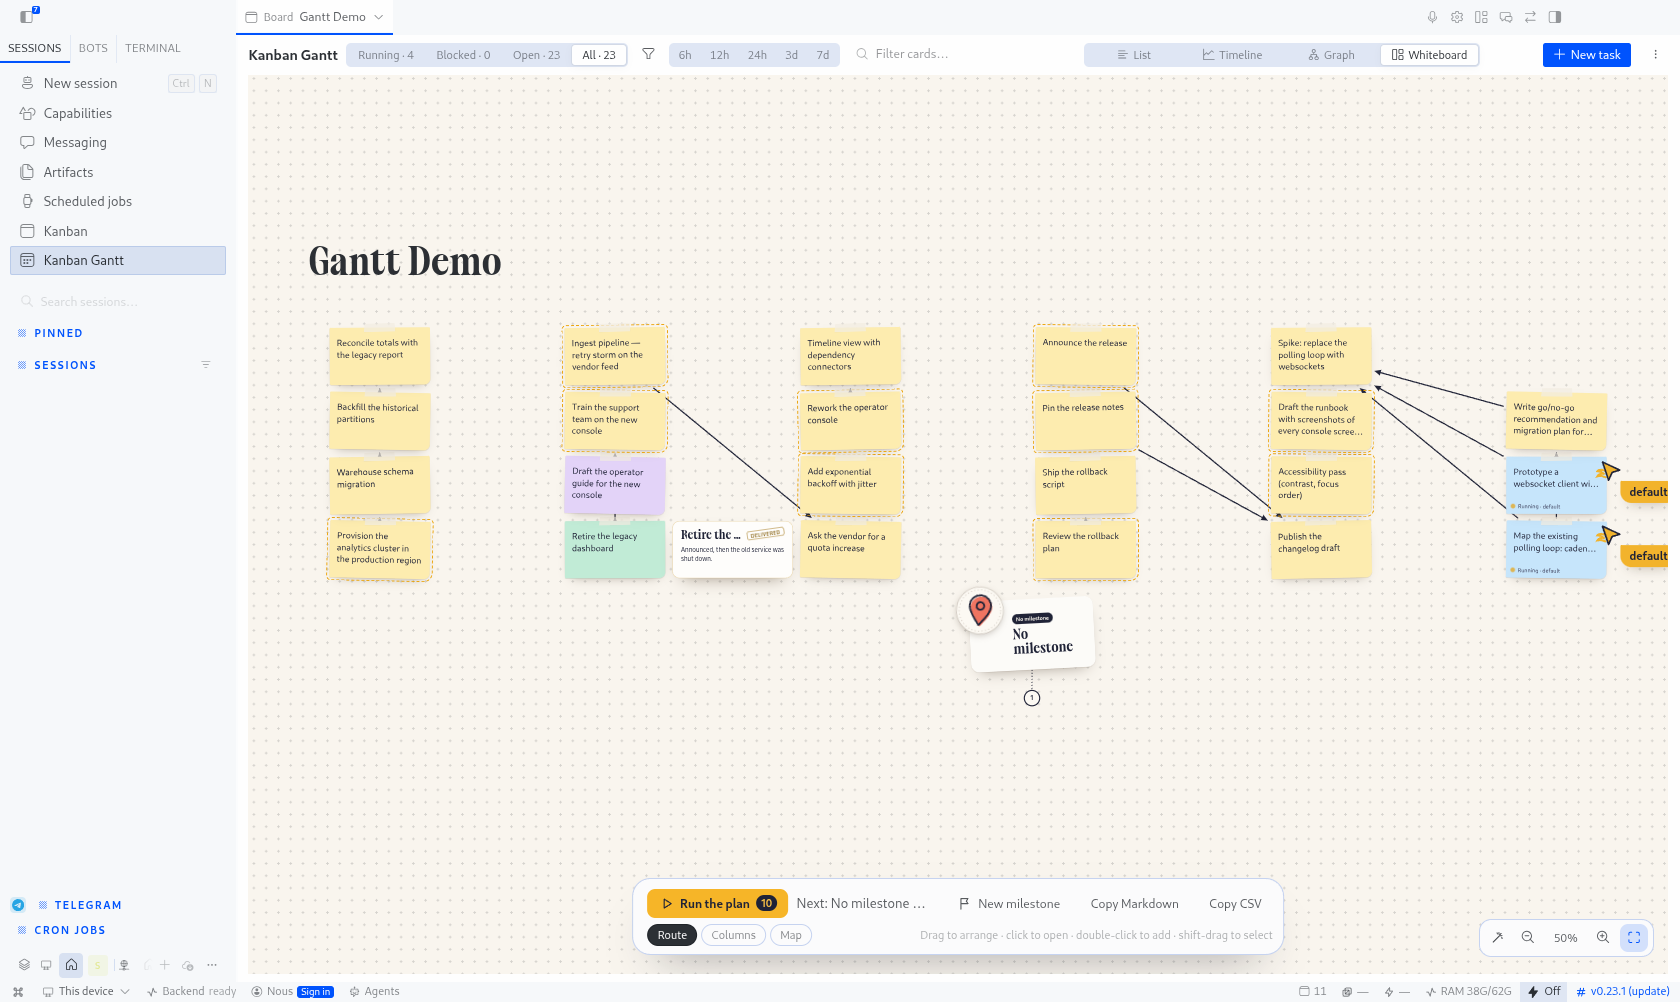 7
Board Gantt Demo
SESSIONS BOTS TERMINAL
New session Ctrl N
Capabilities
Messaging
Artifacts
Scheduled jobs
Kanban
Kanban Gantt
Search sessions…
PINNED
SESSIONS
TELEGRAM
CRON JOBS
Kanban Gantt Running · 4 Blocked · 0 Open · 23 All · 23 6h 12h 24h 3d 7d Filter cards… List Timeline Graph Whiteboard + New task
Gantt Demo
Reconcile totals with
the legacy report
Backfill the historical
partitions
Warehouse schema
migration
Provision the
analytics cluster in
the production region
Ingest pipeline —
retry storm on the
vendor feed
Train the support
team on the new
console
Draft the operator
guide for the new
console
Retire the legacy
dashboard
Retire the ... DELIVERED
Announced, then the old service was
shut down.
Timeline view with
dependency
connectors
Rework the operator
console
Add exponential
backoff with jitter
Ask the vendor for a
quota increase
Announce the release
Pin the release notes
Ship the rollback
script
Review the rollback
plan
Spike: replace the
polling loop with
websockets
Draft the runbook
with screenshots of
every console scree...
Accessibility pass
(contrast, focus
order)
Publish the
changelog draft
Write go/no-go
recommendation and
migration plan for...
Prototype a
websocket client wi...
Running · default
default
Map the existing
polling loop: caden...
Running · default
default
No milestone
No
milestone
1
Run the plan 10 Next: No milestone … New milestone Copy Markdown Copy CSV
Route Columns Map Drag to arrange · click to open · double-click to add · shift-drag to select
50%
This device Backend ready Nous Sign in Agents 11 — — RAM 38G/62G Off v0.23.1 (update)